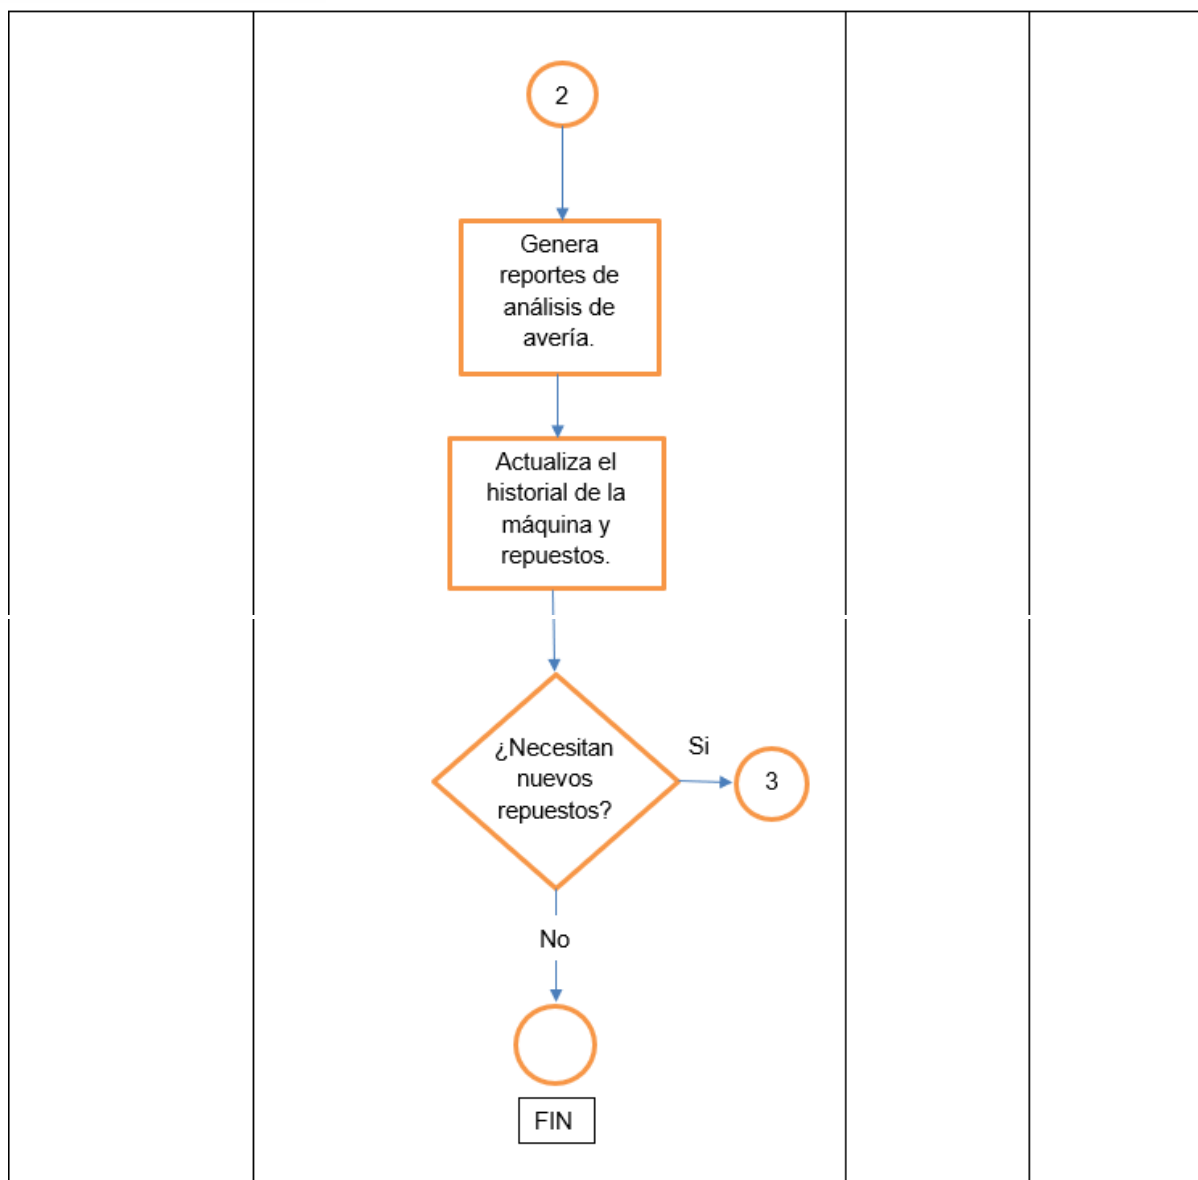 2
Genera
reportes de
análisis de
avería.
Actualiza el
historial de la
máquina y
repuestos.
¿Necesitan
nuevos
repuestos?
Si
3
No
FIN